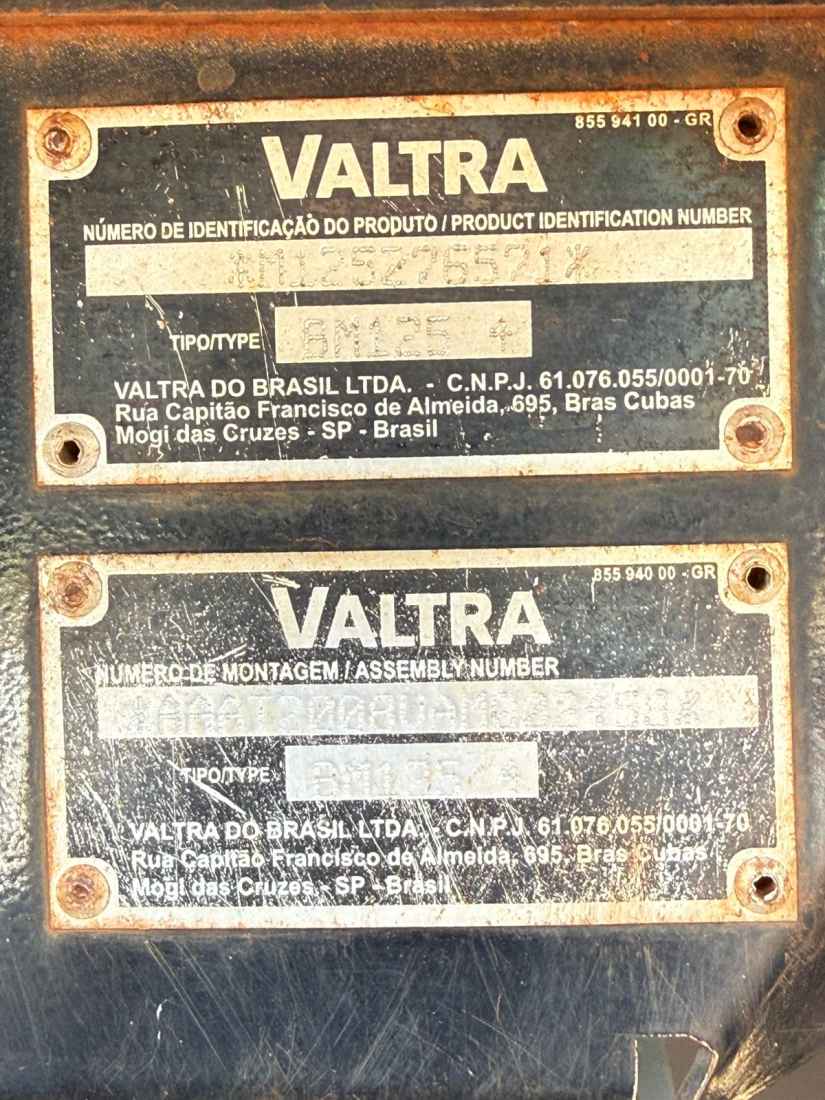 855 941 00 - GR
VALTRA
NÚMERO DE IDENTIFICAÇÃO DO PRODUTO / PRODUCT IDENTIFICATION NUMBER
*M125276571*
TIPO/TYPE BM125 +
VALTRA DO BRASIL LTDA. - C.N.P.J. 61.076.055/0001-70
Rua Capitão Francisco de Almeida, 695, Bras Cubas
Mogi das Cruzes - SP - Brasil
855 940 00 - GR
VALTRA
NÚMERO DE MONTAGEM / ASSEMBLY NUMBER
TIPO/TYPE
VALTRA DO BRASIL LTDA. - C.N.P.J. 61.076.055/0001-70
Rua Capitão Francisco de Almeida, 695, Bras Cubas
Mogi das Cruzes - SP - Brasil